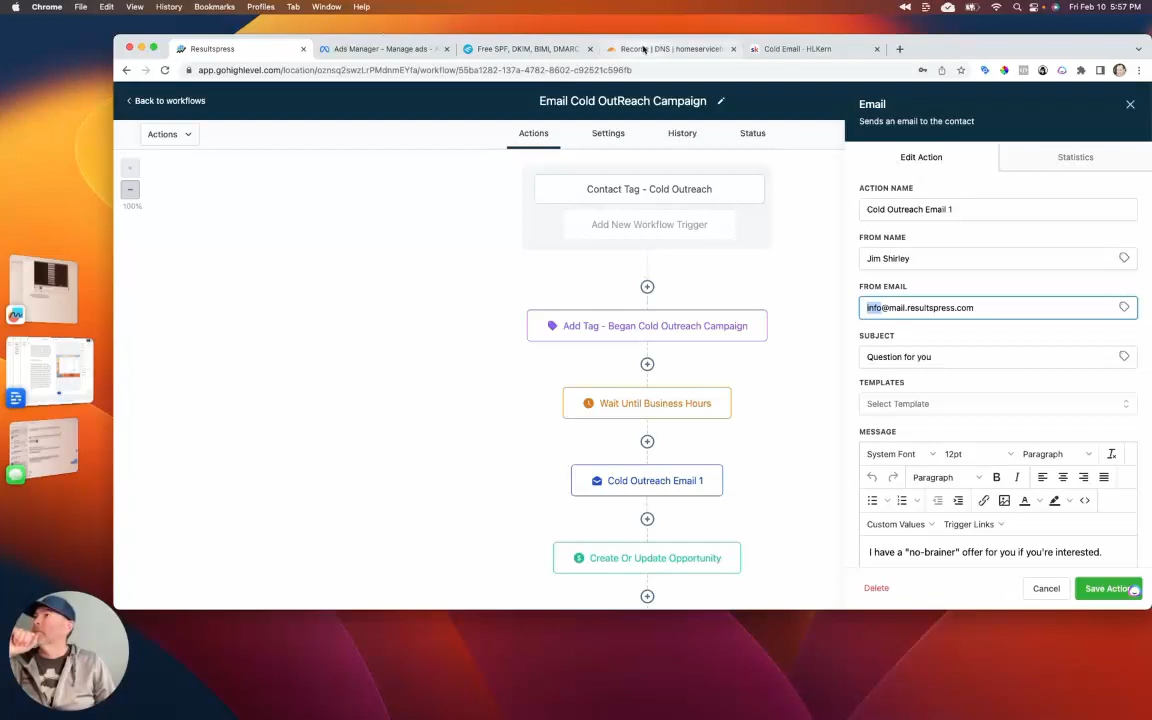 Chrome File Edit View History Bookmarks Profiles Tab Window Help
Fri Feb 10 5:57 PM
Resultspress
Ads Manager - Manage ads - A
Free SPF, DKIM, BIMI, DMARC
Records | DNS | homeservice
Cold Email - HLKern
app.gohighlevel.com/location/oznsq2swzLrPMdnmEYfa/workflow/55ba1282-137a-4782-8602-c92521c596fb
Back to workflows
Email Cold OutReach Campaign
Actions
Actions Settings History Status
100%
Contact Tag - Cold Outreach
Add New Workflow Trigger
Add Tag - Began Cold Outreach Campaign
Wait Until Business Hours
Cold Outreach Email 1
Create Or Update Opportunity
Email
Sends an email to the contact
Edit Action Statistics
ACTION NAME
Cold Outreach Email 1
FROM NAME
Jim Shirley
FROM EMAIL
info@mail.resultspress.com
SUBJECT
Question for you
TEMPLATES
Select Template
MESSAGE
System Font 12pt Paragraph
Paragraph B I
Custom Values Trigger Links
I have a "no-brainer" offer for you if you're interested.
Delete Cancel Save Action